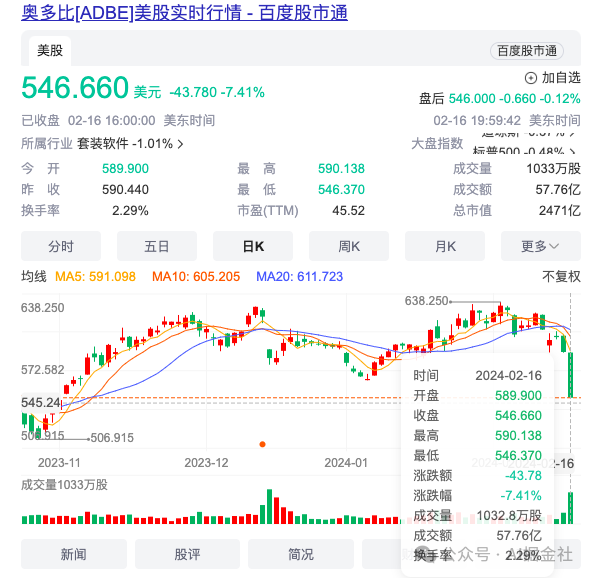 奥多比[ADBE]美股实时行情 - 百度股市通
美股
百度股市通
546.660 美元 -43.780 -7.41%
加自选
盘后 546.000 -0.660 -0.12%
已收盘 02-16 16:00:00 美东时间
02-16 19:59:42 美东时间
所属行业 套装软件 -1.01%
大盘指数
标普500 -0.48%
今开 589.900 最高 590.138 成交量 1033万股
昨收 590.440 最低 546.370 成交额 57.76亿
换手率 2.29% 市盈(TTM) 45.52 总市值 2471亿
分时 五日 日K 周K 月K 更多
均线 MA5: 591.098 MA10: 605.205 MA20: 611.723 不复权
638.250
638.250
572.582
545.24
506.915
506.915
2023-11 2023-12 2024-01
-16
成交量1033万股
时间 2024-02-16
开盘 589.900
收盘 546.660
最高 590.138
最低 546.370
涨跌额 -43.78
涨跌幅 -7.41%
成交量 1032.8万股
成交额 57.76亿
换手率 2.29%
新闻 股评 简况